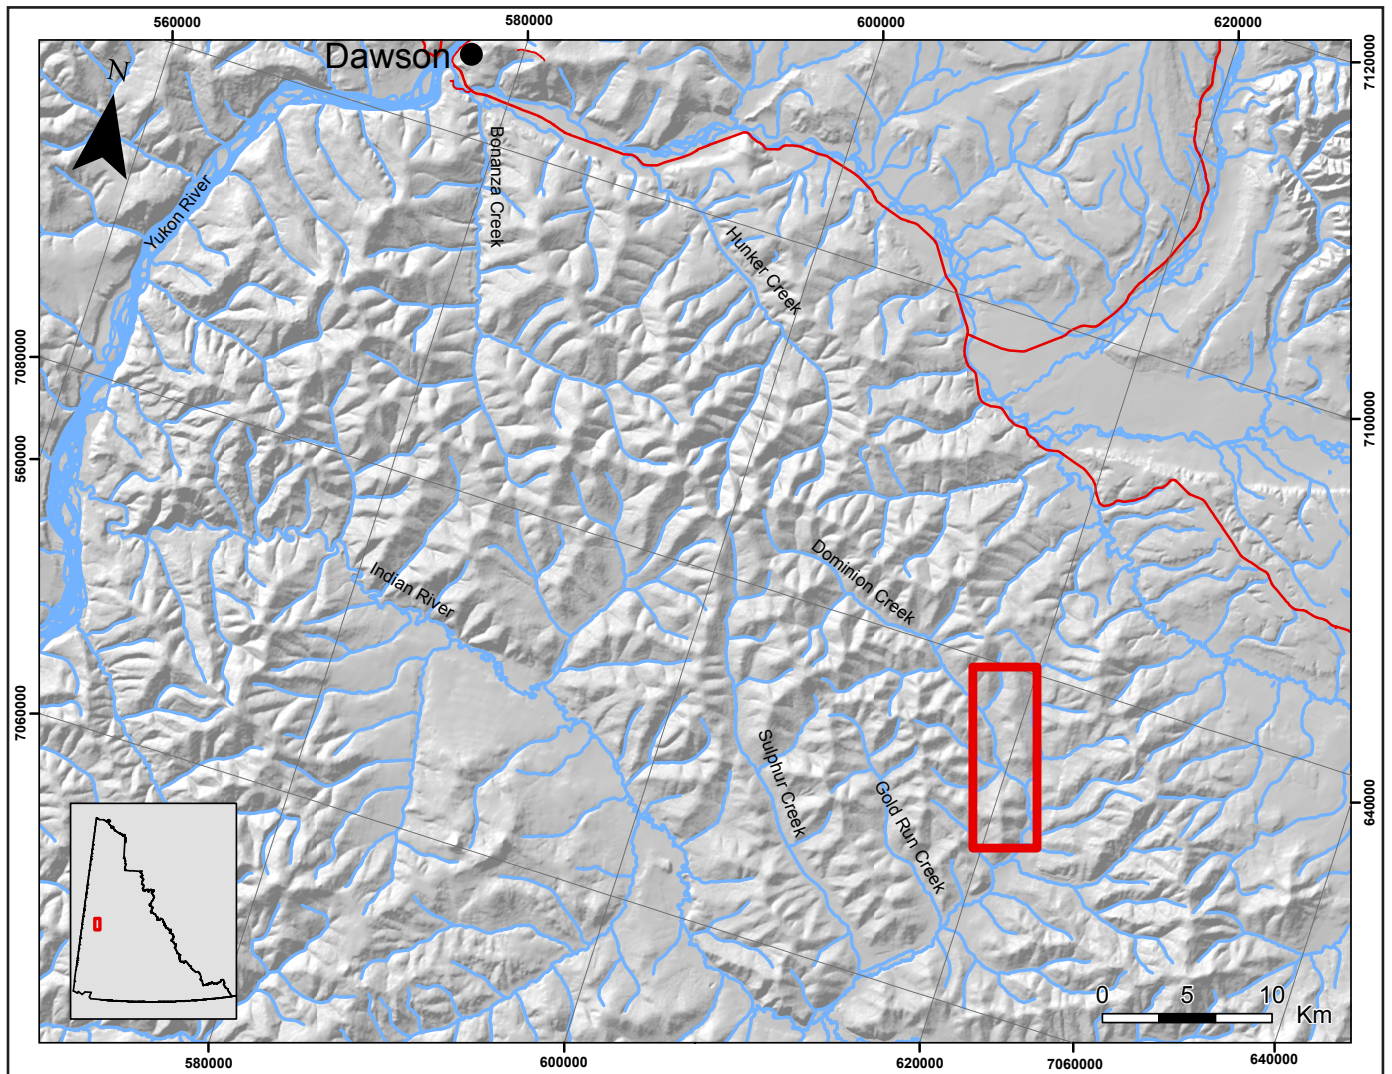 560000
580000
600000
620000
Dawson
7120000
N
Bonanza Creek
Yukon River
Hunker Creek
7080000
7100000
560000
Dominion Creek
Indian River
7060000
Sulphur Creek
Gold Run Creek
640000
0 5 10
Km
580000
600000
620000
7060000
640000